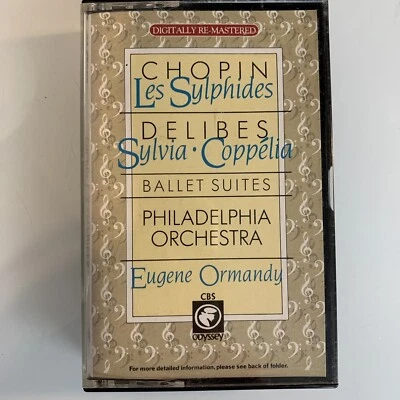 DIGITALLY RE-MASTERED
CHOPIN
Les Sylphides
DELIBES
Sylvia · Coppélia
BALLET SUITES
PHILADELPHIA
ORCHESTRA
Eugene Ormandy
CBS
odyssey
For more detailed information, please see back of folder.